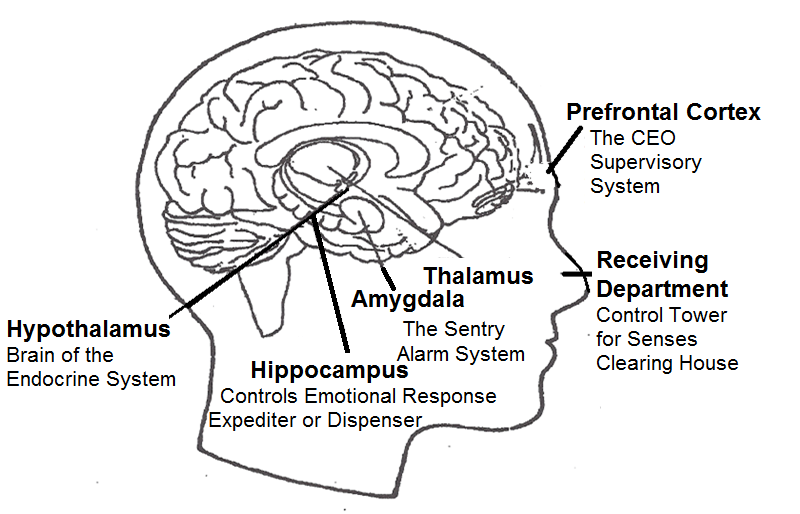 Prefrontal Cortex
The CEO
Supervisory
System
Receiving
Department
Control Tower
for Senses
Clearing House
Thalamus
Amygdala
The Sentry
Alarm System
Hypothalamus
Brain of the
Endocrine System
Hippocampus
Controls Emotional Response
Expediter or Dispenser